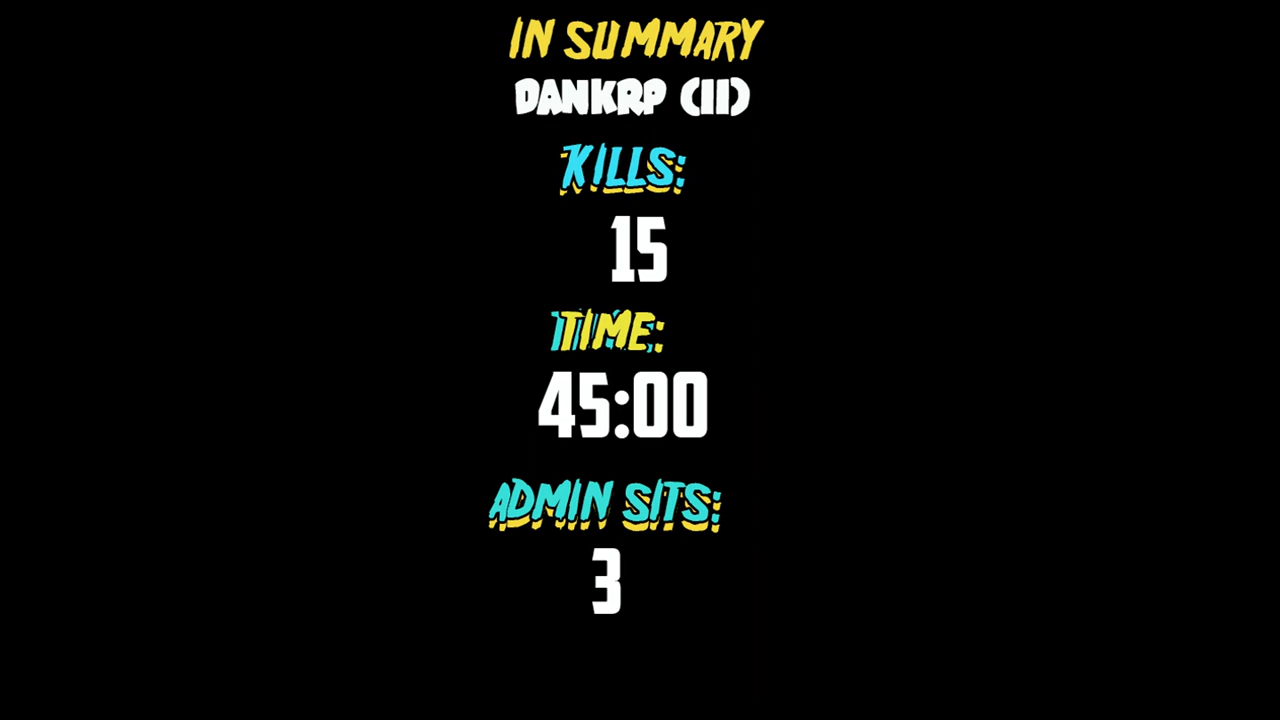 IN SUMMARY
DANKRP (II)
KILLS:
15
TIME:
45:00
ADMIN SITS:
3